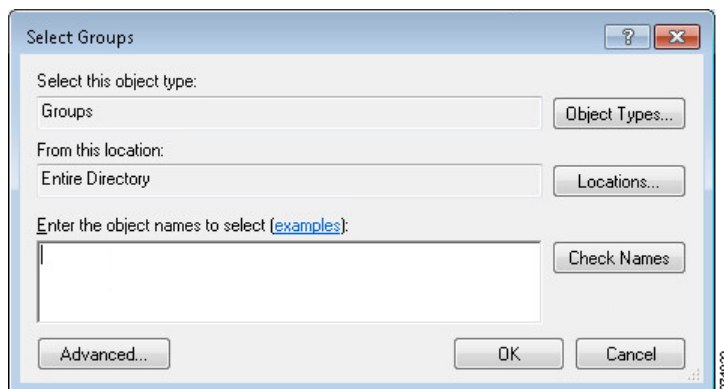 Select Groups
Select this object type:
Groups
Object Types...
From this location:
Entire Directory
Locations...
Enter the object names to select (examples):
Check Names
Advanced...
OK
Cancel